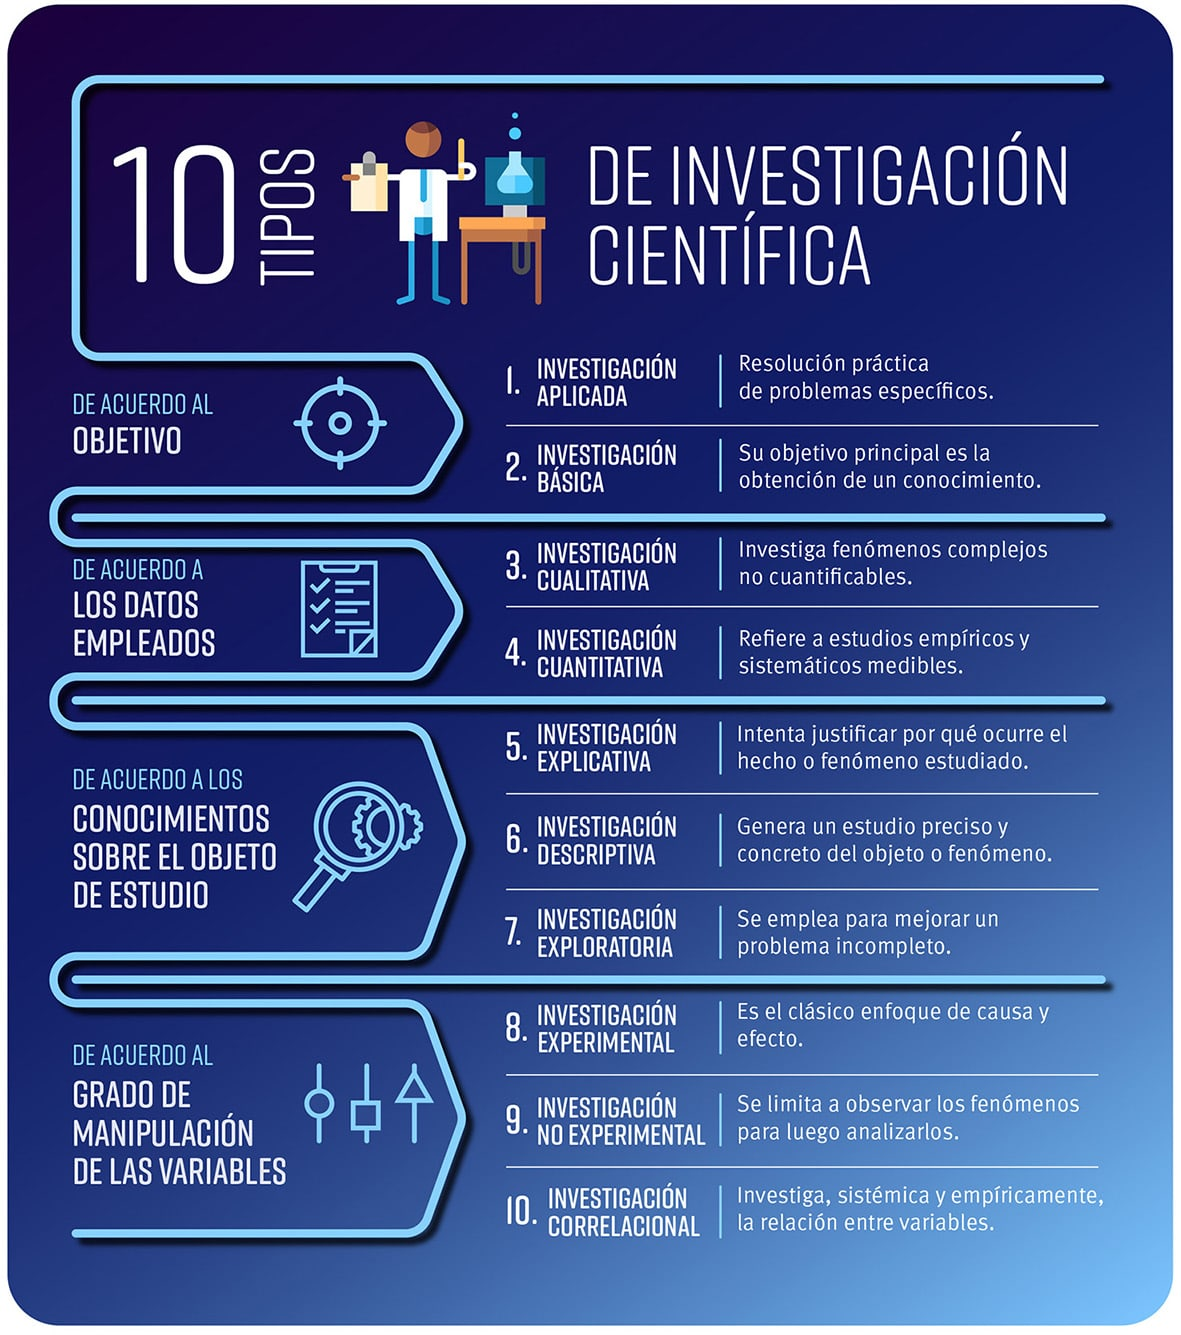 10
TIPOS
DE INVESTIGACIÓN
CIENTÍFICA
DE ACUERDO AL
OBJETIVO
1. INVESTIGACIÓN
APLICADA
Resolución práctica
de problemas específicos.
2. INVESTIGACIÓN
BÁSICA
Su objetivo principal es la
obtención de un conocimiento.
DE ACUERDO A
LOS DATOS
EMPLEADOS
3. INVESTIGACIÓN
CUALITATIVA
Investiga fenómenos complejos
no cuantificables.
4. INVESTIGACIÓN
CUANTITATIVA
Refiere a estudios empíricos y
sistemáticos medibles.
DE ACUERDO A LOS
CONOCIMIENTOS
SOBRE EL OBJETO
DE ESTUDIO
5. INVESTIGACIÓN
EXPLICATIVA
Intenta justificar por qué ocurre el
hecho o fenómeno estudiado.
6. INVESTIGACIÓN
DESCRIPTIVA
Genera un estudio preciso y
concreto del objeto o fenómeno.
7. INVESTIGACIÓN
EXPLORATORIA
Se emplea para mejorar un
problema incompleto.
DE ACUERDO AL
GRADO DE
MANIPULACIÓN
DE LAS VARIABLES
8. INVESTIGACIÓN
EXPERIMENTAL
Es el clásico enfoque de causa y
efecto.
9. INVESTIGACIÓN
NO EXPERIMENTAL
Se limita a observar los fenómenos
para luego analizarlos.
10. INVESTIGACIÓN
CORRELACIONAL
Investiga, sistémica y empíricamente,
la relación entre variables.